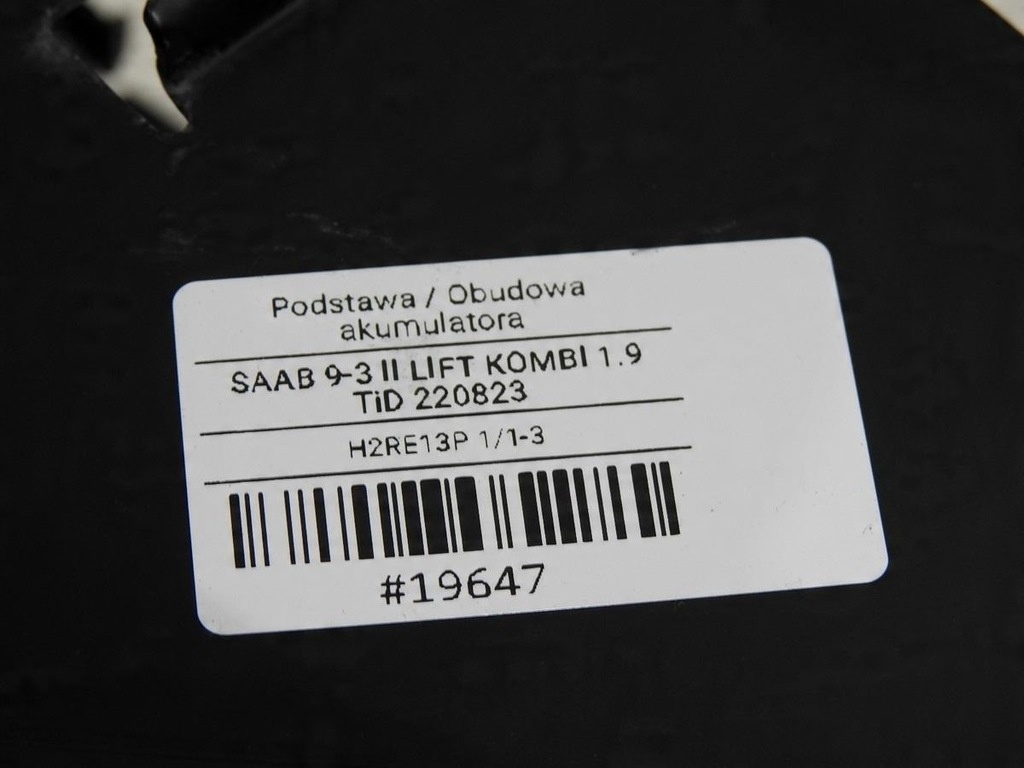 Podstawa / Obudowa
akumulatora
SAAB 9-3 II LIFT KOMBI 1.9
TiD 220823
H2RE13P 1/1-3
#19647